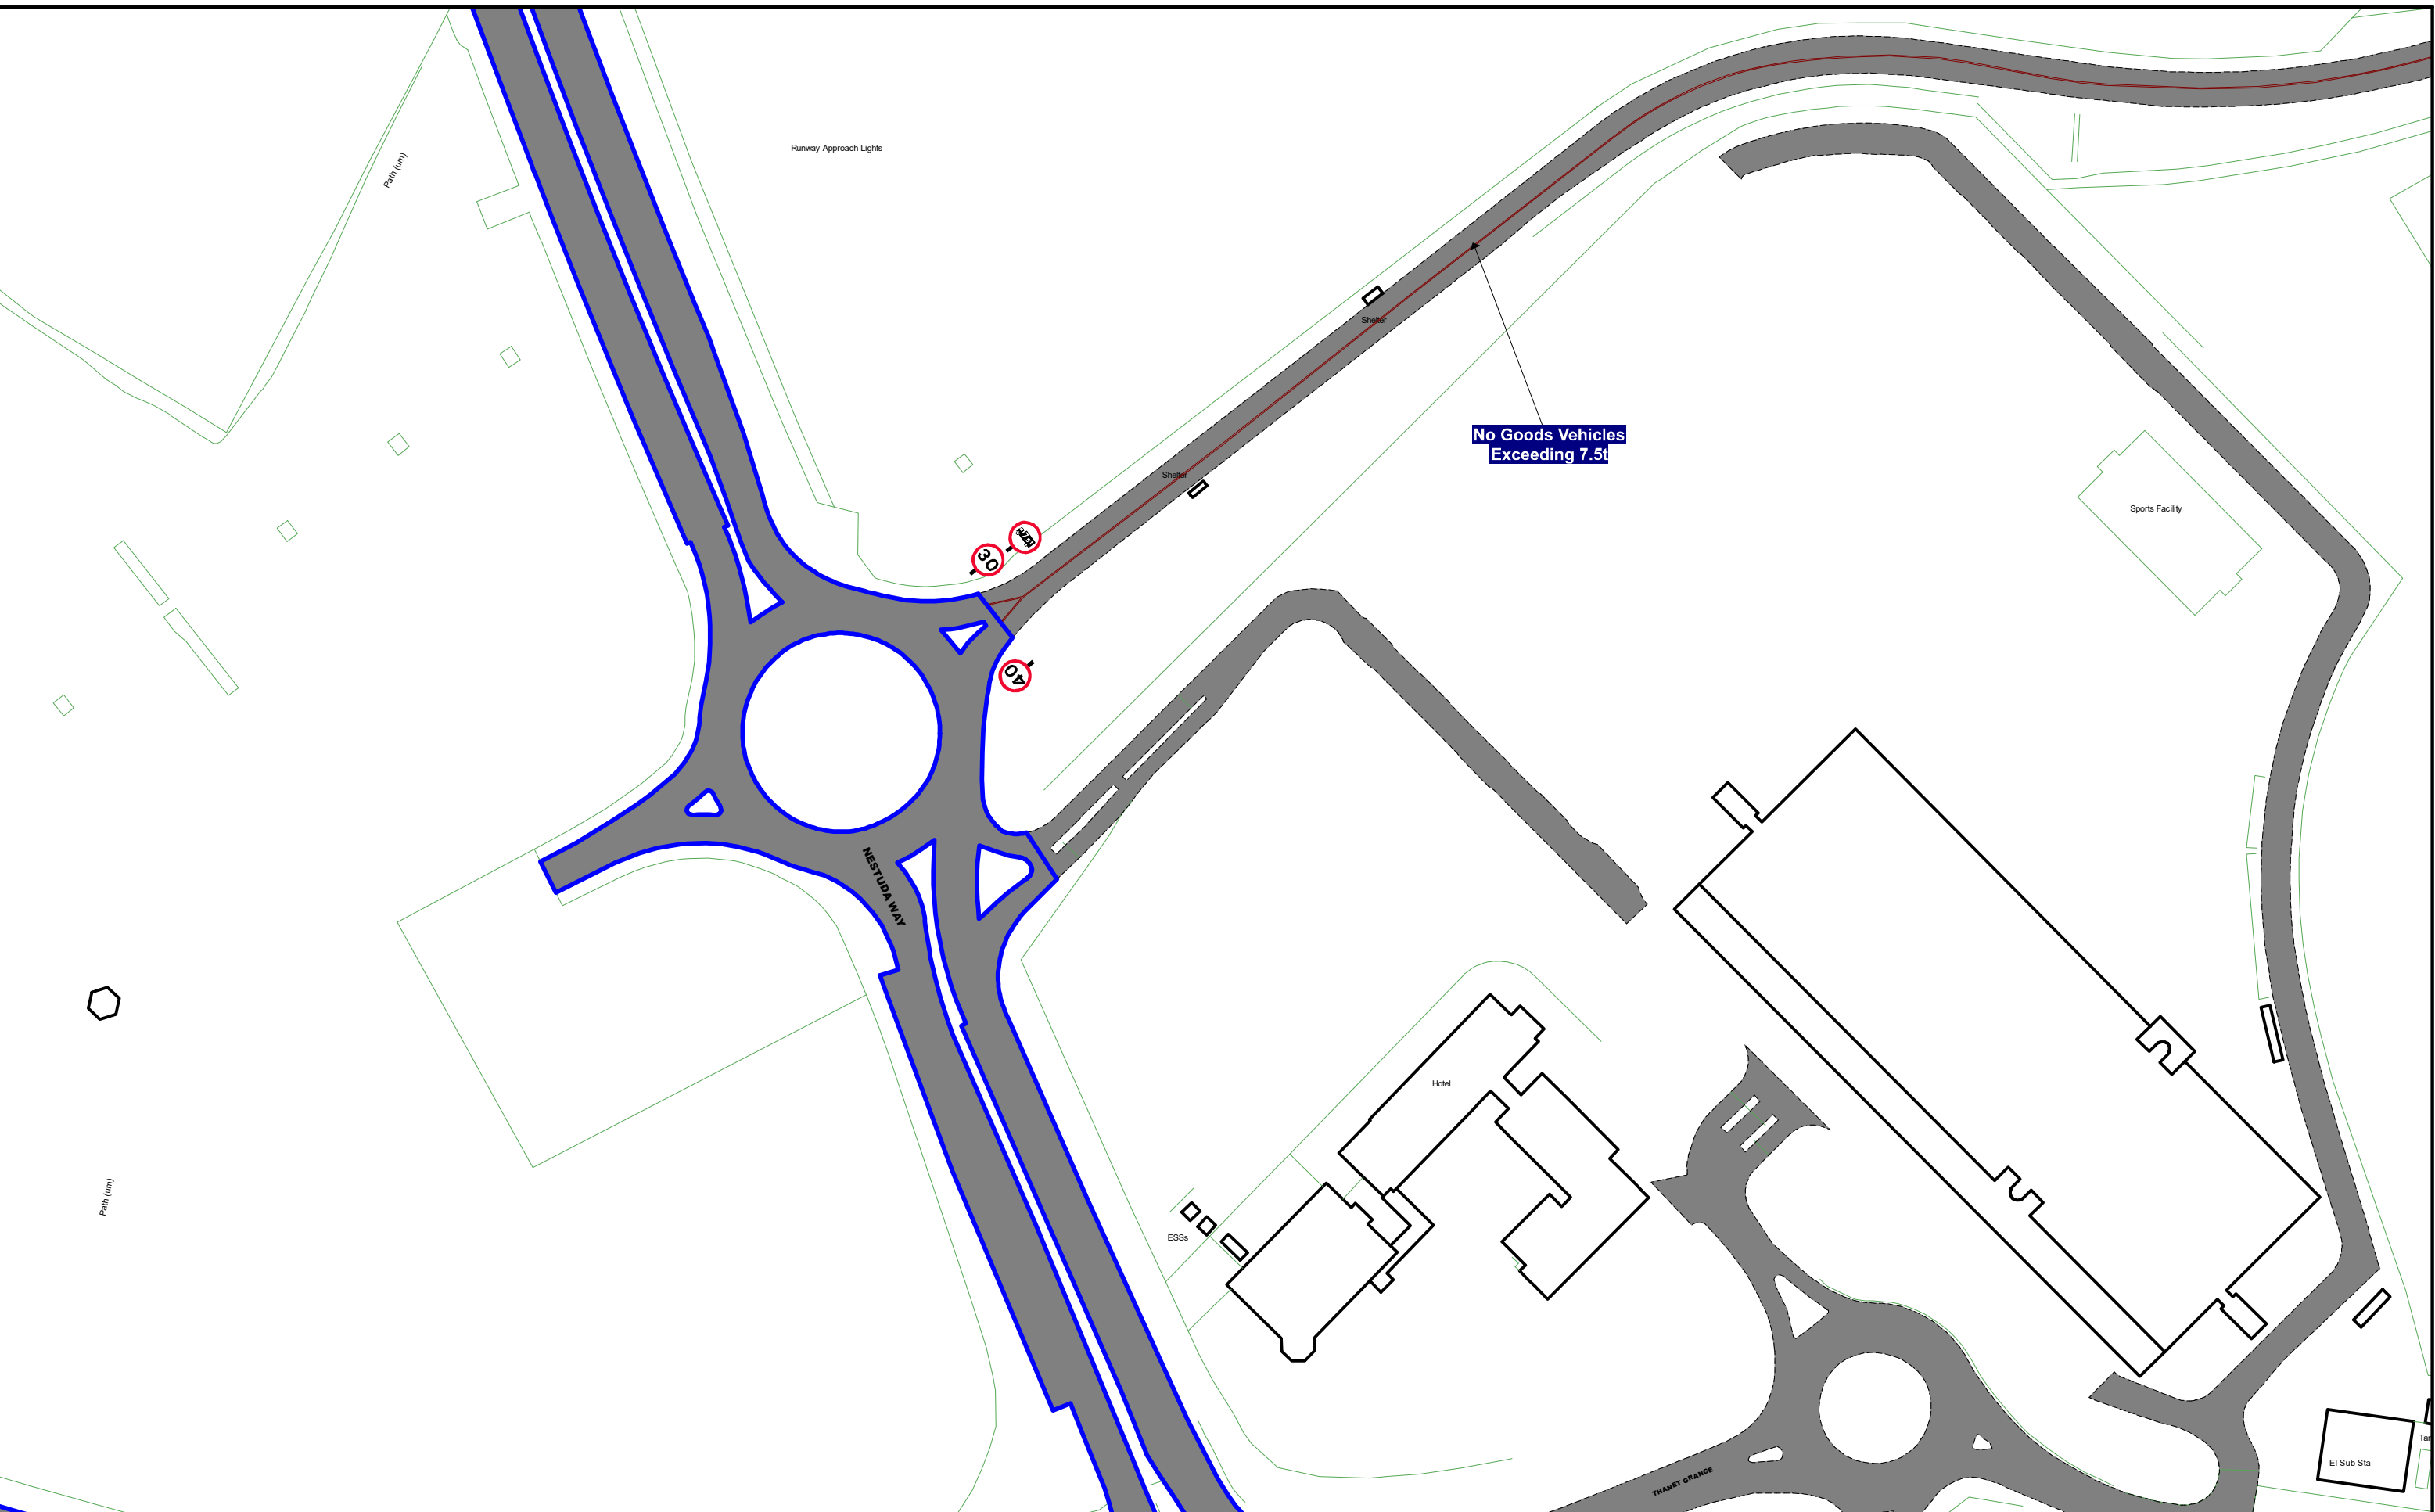 Runway Approach Lights
Path (um)
Shelter
No Goods Vehicles
Exceeding 7.5t
Shelter
Sports Facility
30
40
NESTUDA WAY
Hotel
Path (um)
ESSs
THANET GRANGE
El Sub Sta